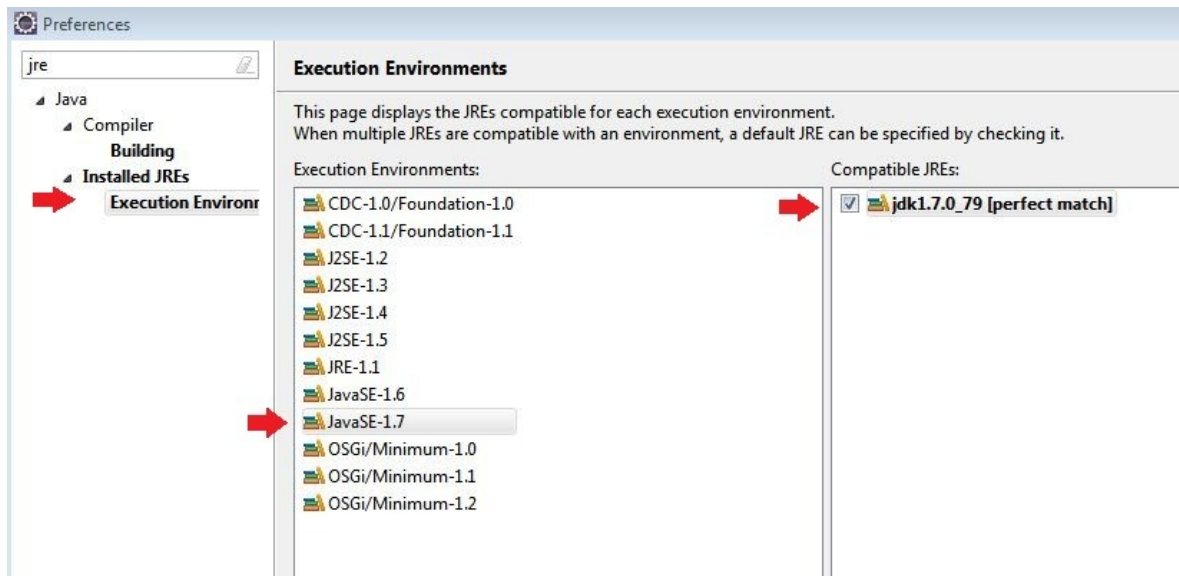 Preferences
jre
Java
Compiler
Building
Installed JREs
Execution Environr
Execution Environments
This page displays the JREs compatible for each execution environment.
When multiple JREs are compatible with an environment, a default JRE can be specified by checking it.
Execution Environments:
CDC-1.0/Foundation-1.0
CDC-1.1/Foundation-1.1
J2SE-1.2
J2SE-1.3
J2SE-1.4
J2SE-1.5
JRE-1.1
JavaSE-1.6
JavaSE-1.7
OSGi/Minimum-1.0
OSGi/Minimum-1.1
OSGi/Minimum-1.2
Compatible JREs:
jdk1.7.0_79 [perfect match]